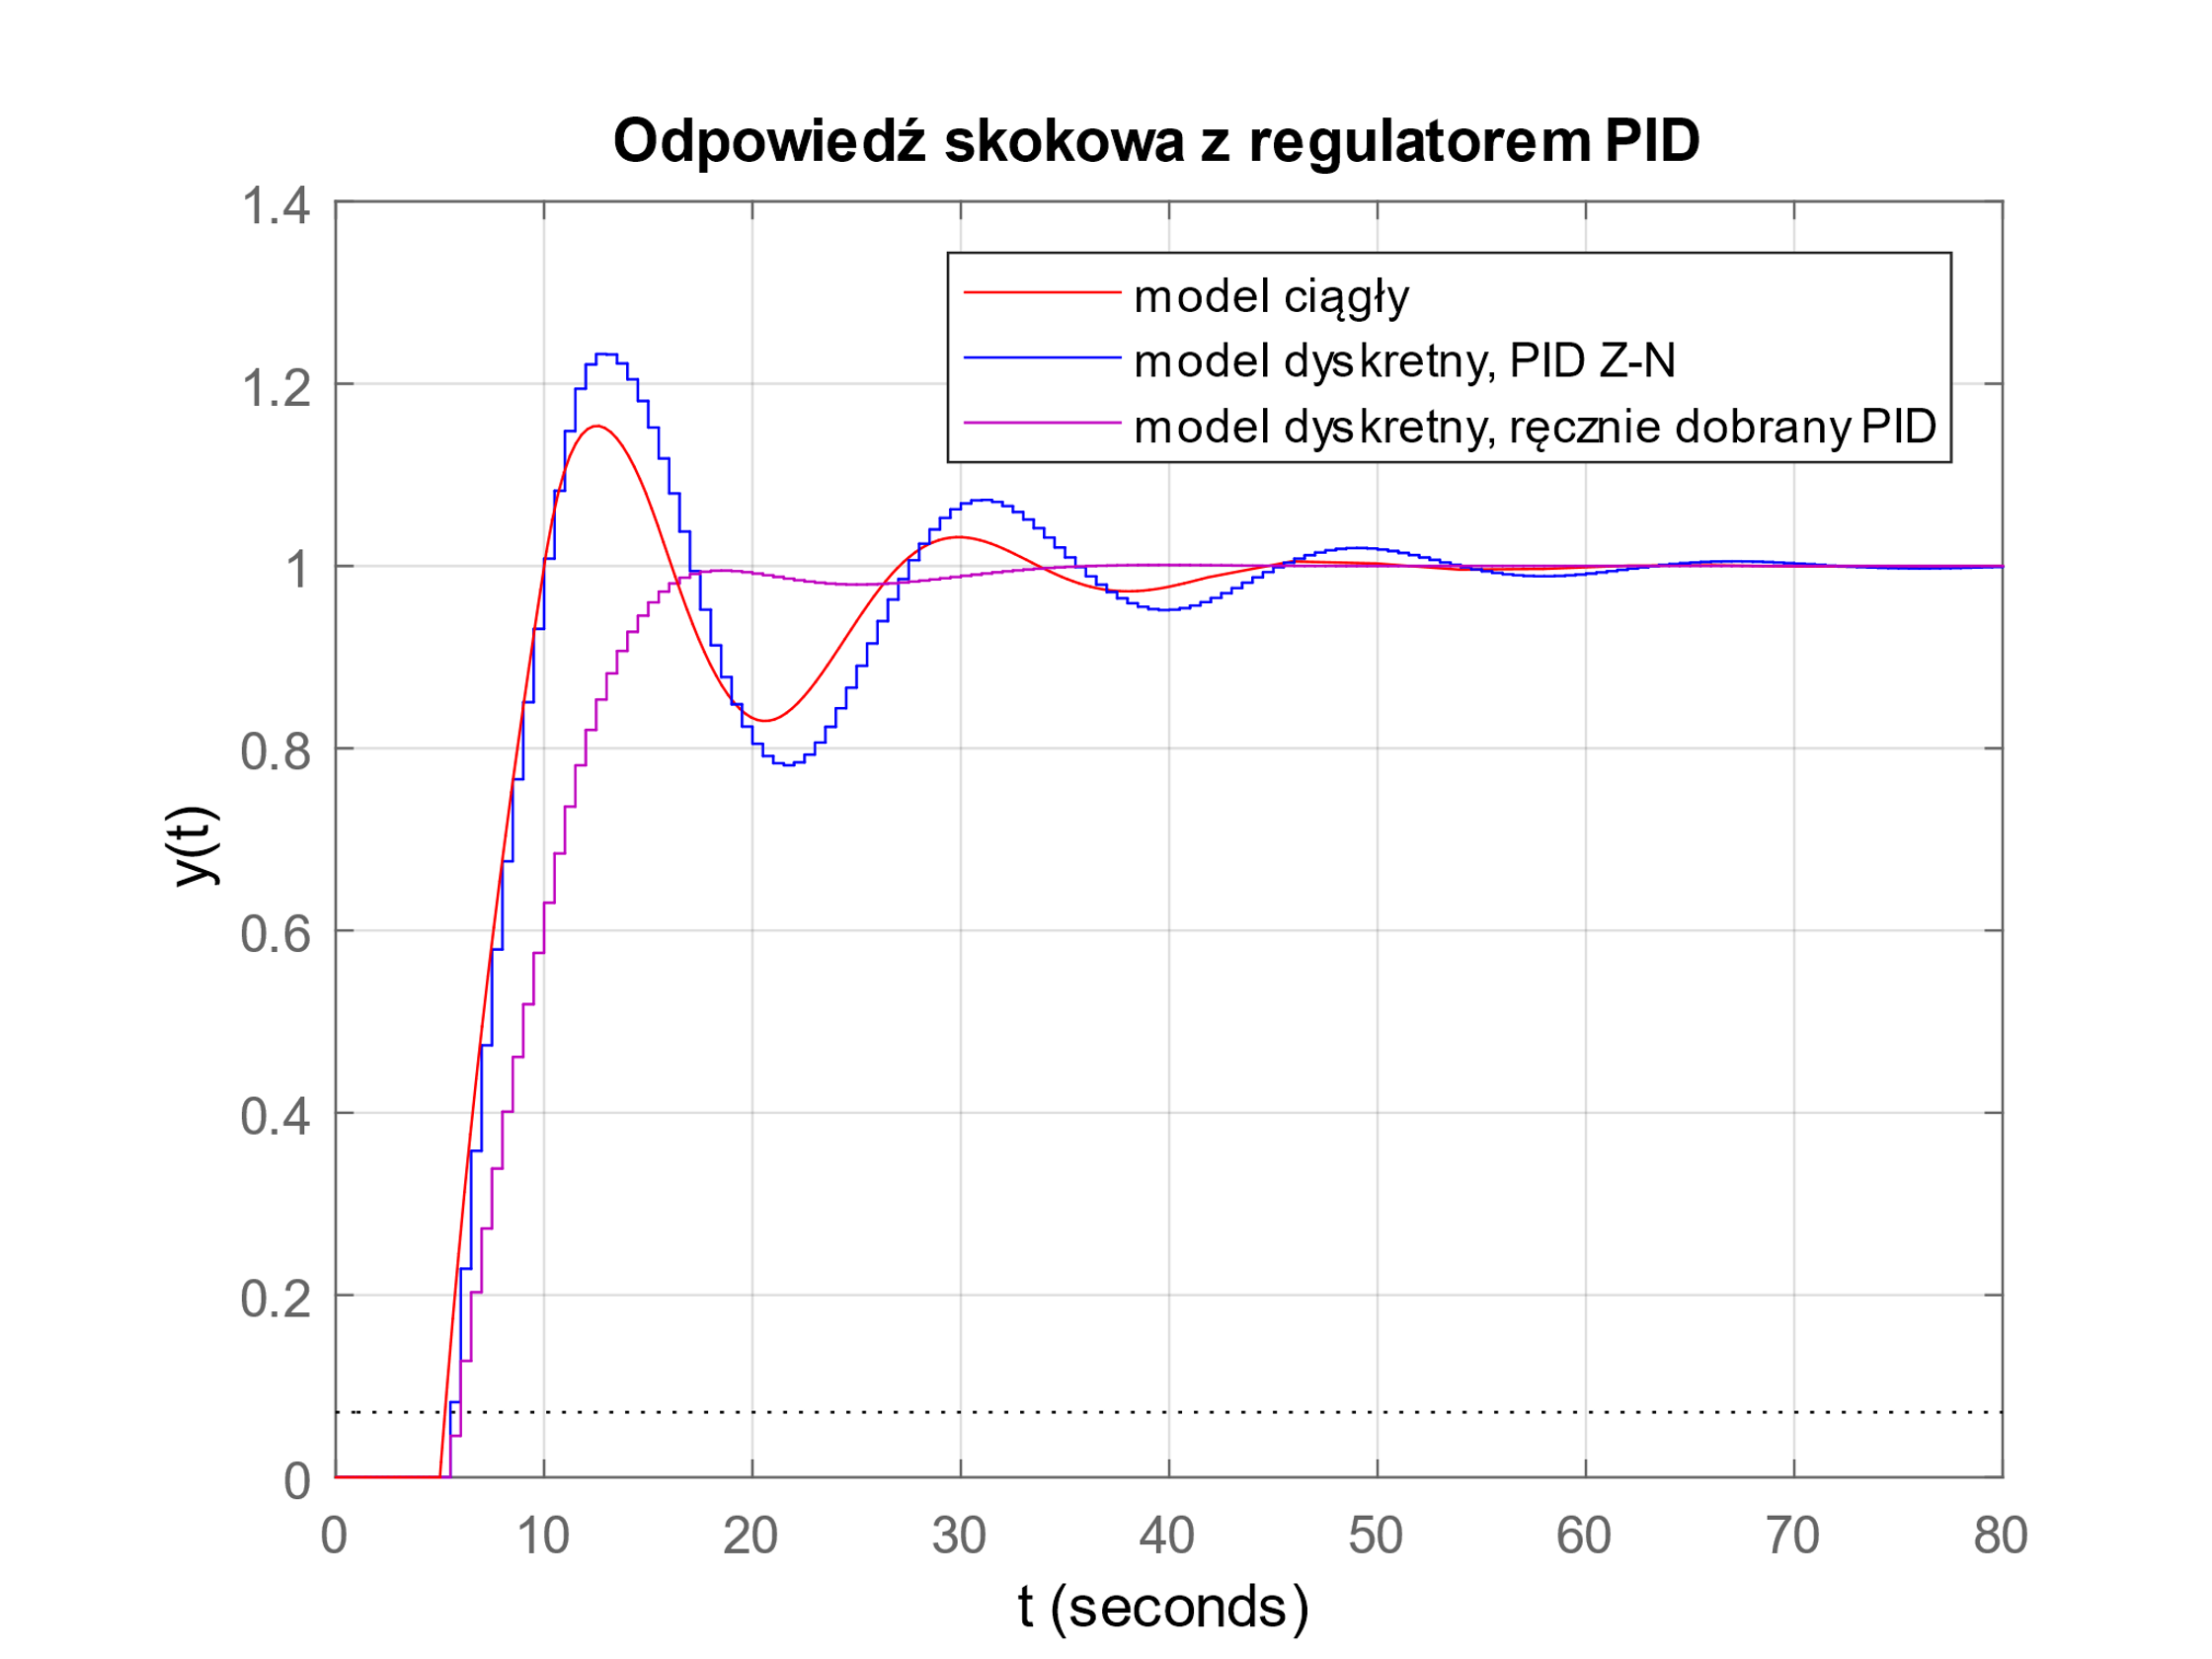 Odpowiedź skokowa z regulatorem PID
1.4
1.2
1
0.8
0.6
0.4
0.2
0
y(t)
model ciągły
model dyskretny, PID Z-N
model dyskretny, ręcznie dobrany PID
0 10 20 30 40 50 60 70 80
t (seconds)